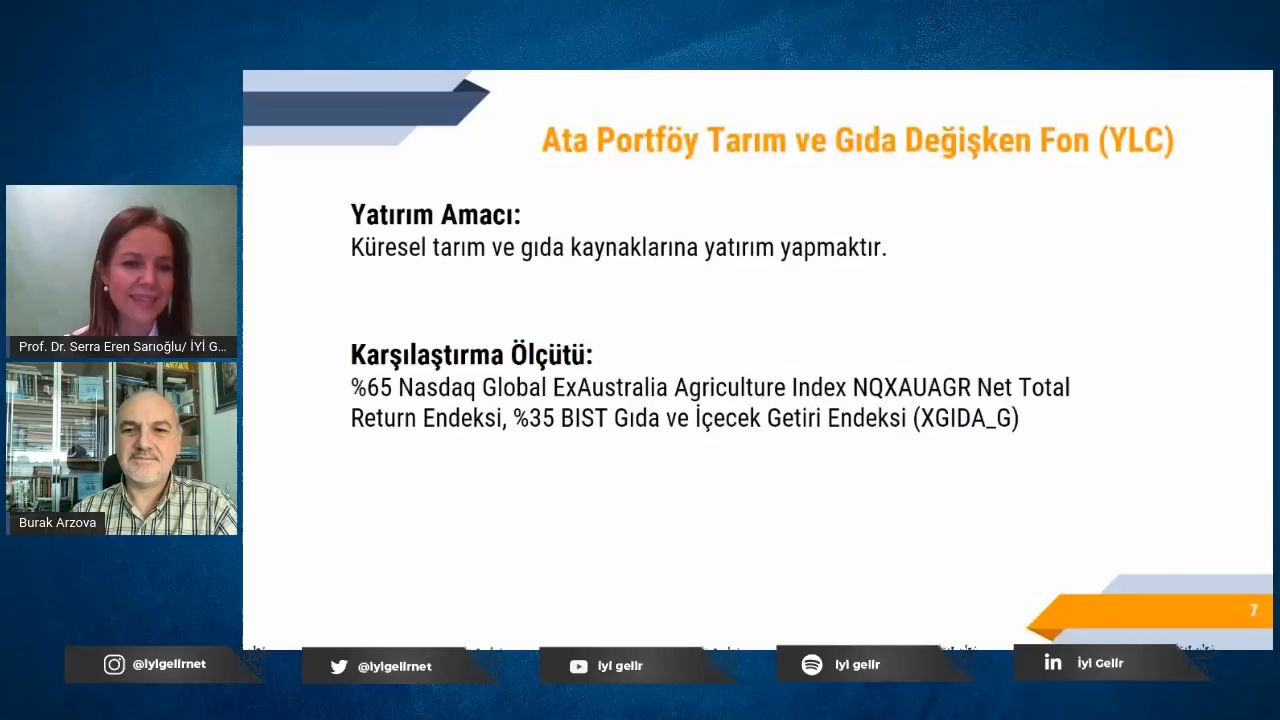 Ata Portföy Tarım ve Gıda Değişken Fon (YLC)
Yatırım Amacı:
Küresel tarım ve gıda kaynaklarına yatırım yapmaktır.
Karşılaştırma Ölçütü:
%65 Nasdaq Global ExAustralia Agriculture Index NQXAUAGR Net Total
Return Endeksi, %35 BIST Gıda ve İçecek Getiri Endeksi (XGIDA_G)
7
Prof. Dr. Serra Eren Sarıoğlu/ İYİ G...
Burak Arzova
@iyigelirnet
@iyigelirnet
iyi gelir
iyi gelir
İyi Gelir